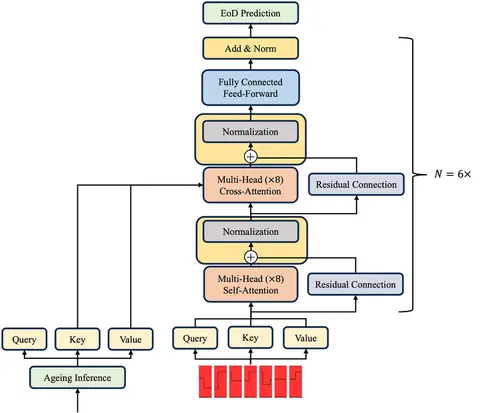 EoD Prediction
Add & Norm
Fully Connected
Feed-Forward
Normalization
+
Multi-Head (×8)
Cross-Attention
Residual Connection
N = 6×
Normalization
+
Multi-Head (×8)
Self-Attention
Residual Connection
Query
Key
Value
Query
Key
Value
Ageing Inference